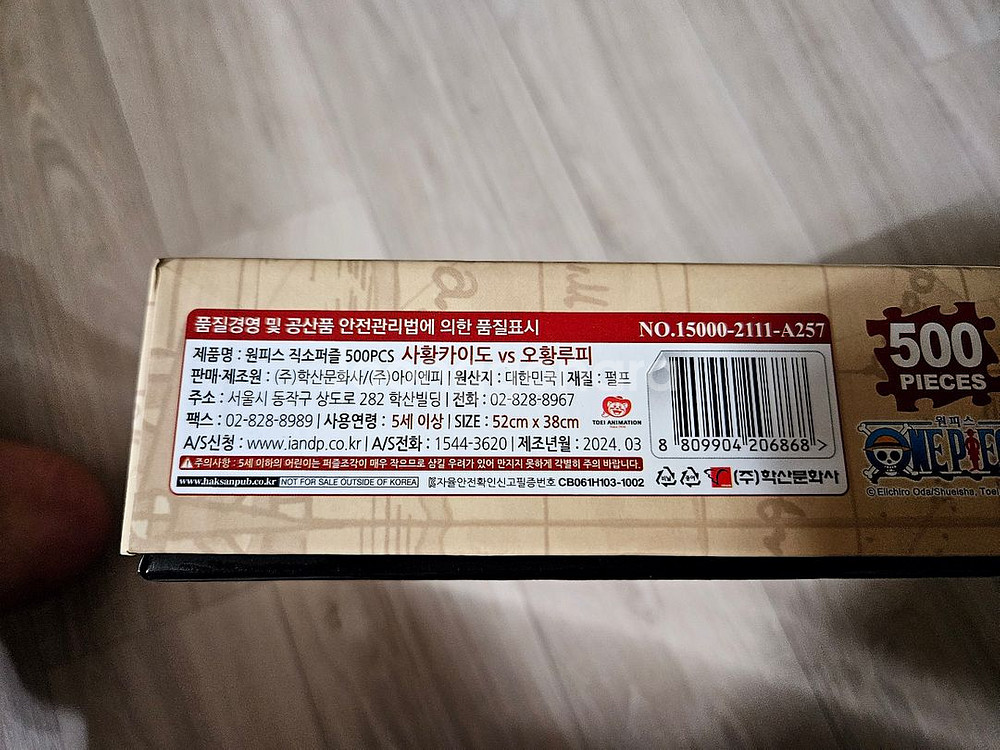 품질경영 및 공산품 안전관리법에 의한 품질표시 NO.15000-2111-A257
제품명 : 원피스 직소퍼즐 500PCS 사황카이도 vs 오황루피
판매·제조원 : (주)학산문화사/(주)아이엔피 | 원산지 : 대한민국 | 재질 : 펄프
주소 : 서울시 동작구 상도로 282 학산빌딩 | 전화 : 02-828-8967
팩스 : 02-828-8989 | 사용연령 : 5세 이상 | SIZE : 52cm x 38cm
A/S신청 : www.iandp.co.kr | A/S전화 : 1544-3620 | 제조년월 : 2024. 03
주의사항 : 5세 이하의 어린이는 퍼즐조각이 매우 작으므로 삼킬 우려가 있어 만지지 못하게 각별히 주의 바랍니다.
www.haksanpub.co.kr NOT FOR SALE OUTSIDE OF KOREA 자율안전확인신고필증번호 CB061H103-1002
TOEI ANIMATION
8 809904 206868 >
(주)학산문화사
500
PIECES
원피스
ONE PIE
©Eiichiro Oda/Shueisha, Toei